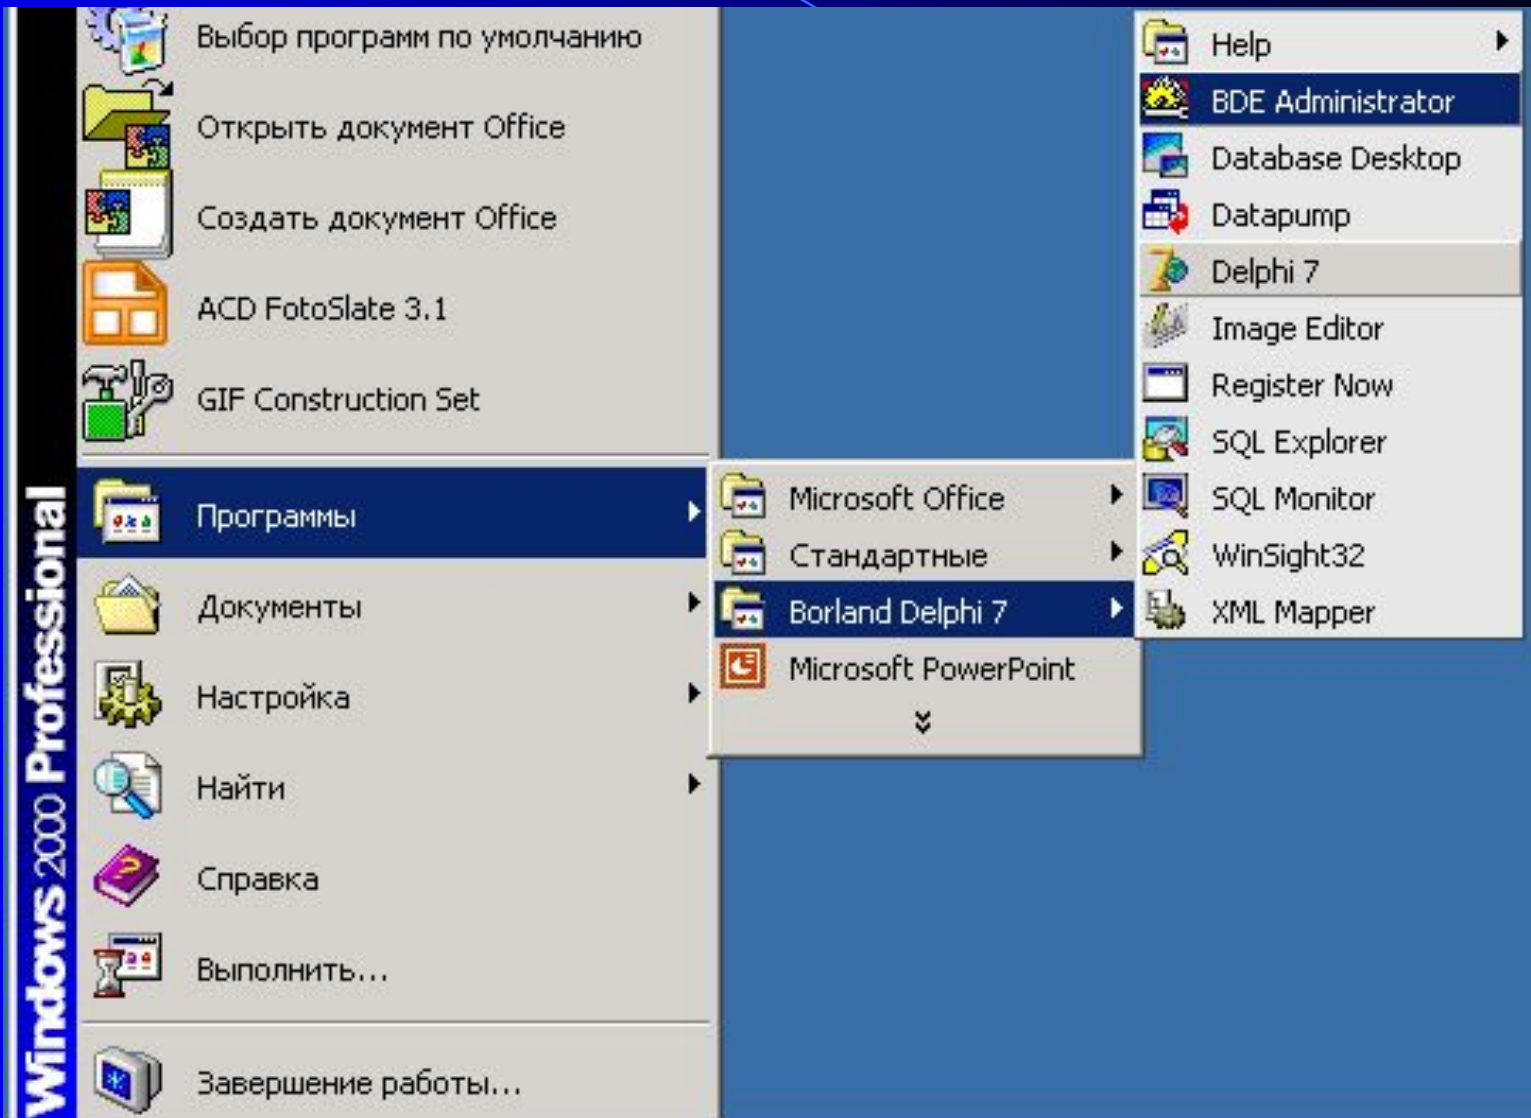 Выбор программ по умолчанию
Открыть документ Office
Создать документ Office
ACD FotoSlate 3.1
GIF Construction Set
Программы
Документы
Настройка
Найти
Справка
Выполнить...
Завершение работы...
Windows 2000 Professional
Microsoft Office
Стандартные
Borland Delphi 7
Microsoft PowerPoint
Help
BDE Administrator
Database Desktop
Datapump
Delphi 7
Image Editor
Register Now
SQL Explorer
SQL Monitor
WinSight32
XML Mapper